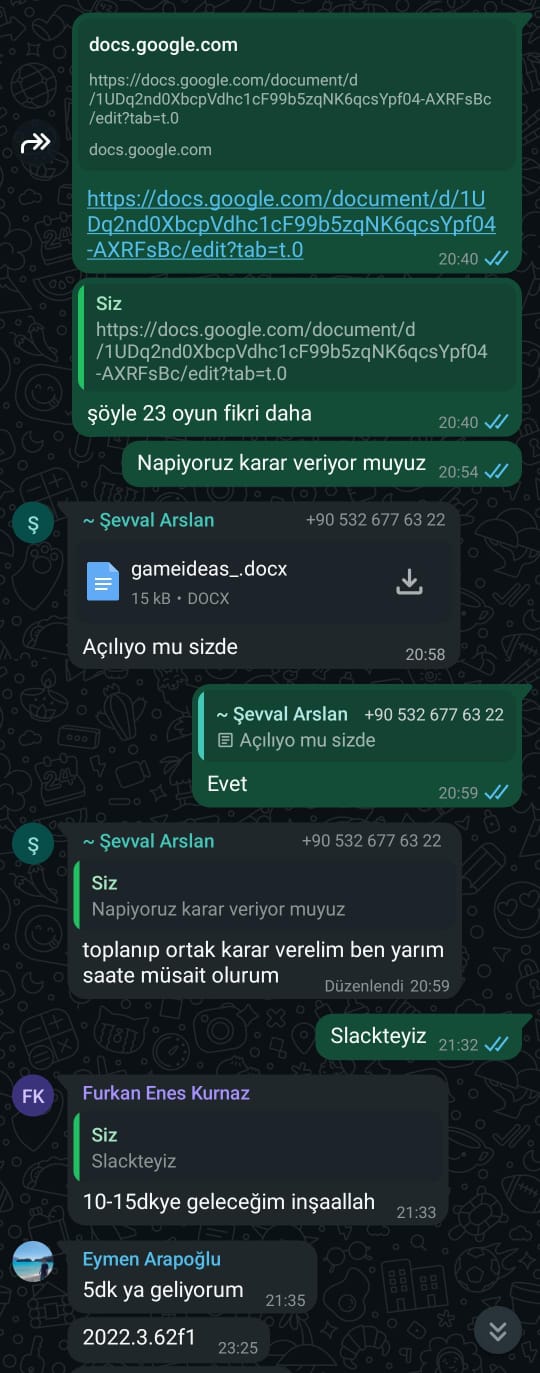 docs.google.com
https://docs.google.com/document/d
/1UDq2nd0XbcpVdhc1cF99b5zqNK6qcsYpf04-AXRFsBc
/edit?tab=t.0
docs.google.com
https://docs.google.com/document/d/1U
Dq2nd0XbcpVdhc1cF99b5zqNK6qcsYpf04
-AXRFsBc/edit?tab=t.0
20:40
Siz
https://docs.google.com/document/d
/1UDq2nd0XbcpVdhc1cF99b5zqNK6qcsYpf04
-AXRFsBc/edit?tab=t.0
şöyle 23 oyun fikri daha
20:40
Napiyoruz karar veriyor muyuz 20:54
Ş
~ Şevval Arslan +90 532 677 63 22
gameideas_.docx
15 kB • DOCX
Açılıyo mu sizde
20:58
~ Şevval Arslan +90 532 677 63 22
Açılıyo mu sizde
Evet
20:59
Ş
~ Şevval Arslan +90 532 677 63 22
Siz
Napiyoruz karar veriyor muyuz
toplanıp ortak karar verelim ben yarım
saate müsait olurum
Düzenlendi 20:59
Slackteyiz 21:32
FK
Furkan Enes Kurnaz
Siz
Slackteyiz
10-15dkye geleceğim inşaallah 21:33
Eymen Arapoğlu
5dk ya geliyorum 21:35
2022.3.62f1 23:25